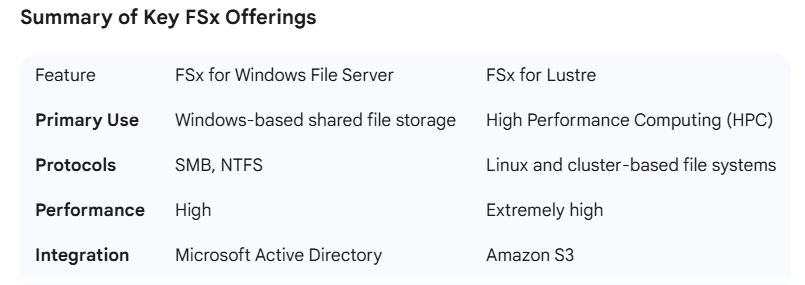 Summary of Key FSx Offerings
Feature FSx for Windows File Server FSx for Lustre
Primary Use Windows-based shared file storage High Performance Computing (HPC)
Protocols SMB, NTFS Linux and cluster-based file systems
Performance High Extremely high
Integration Microsoft Active Directory Amazon S3